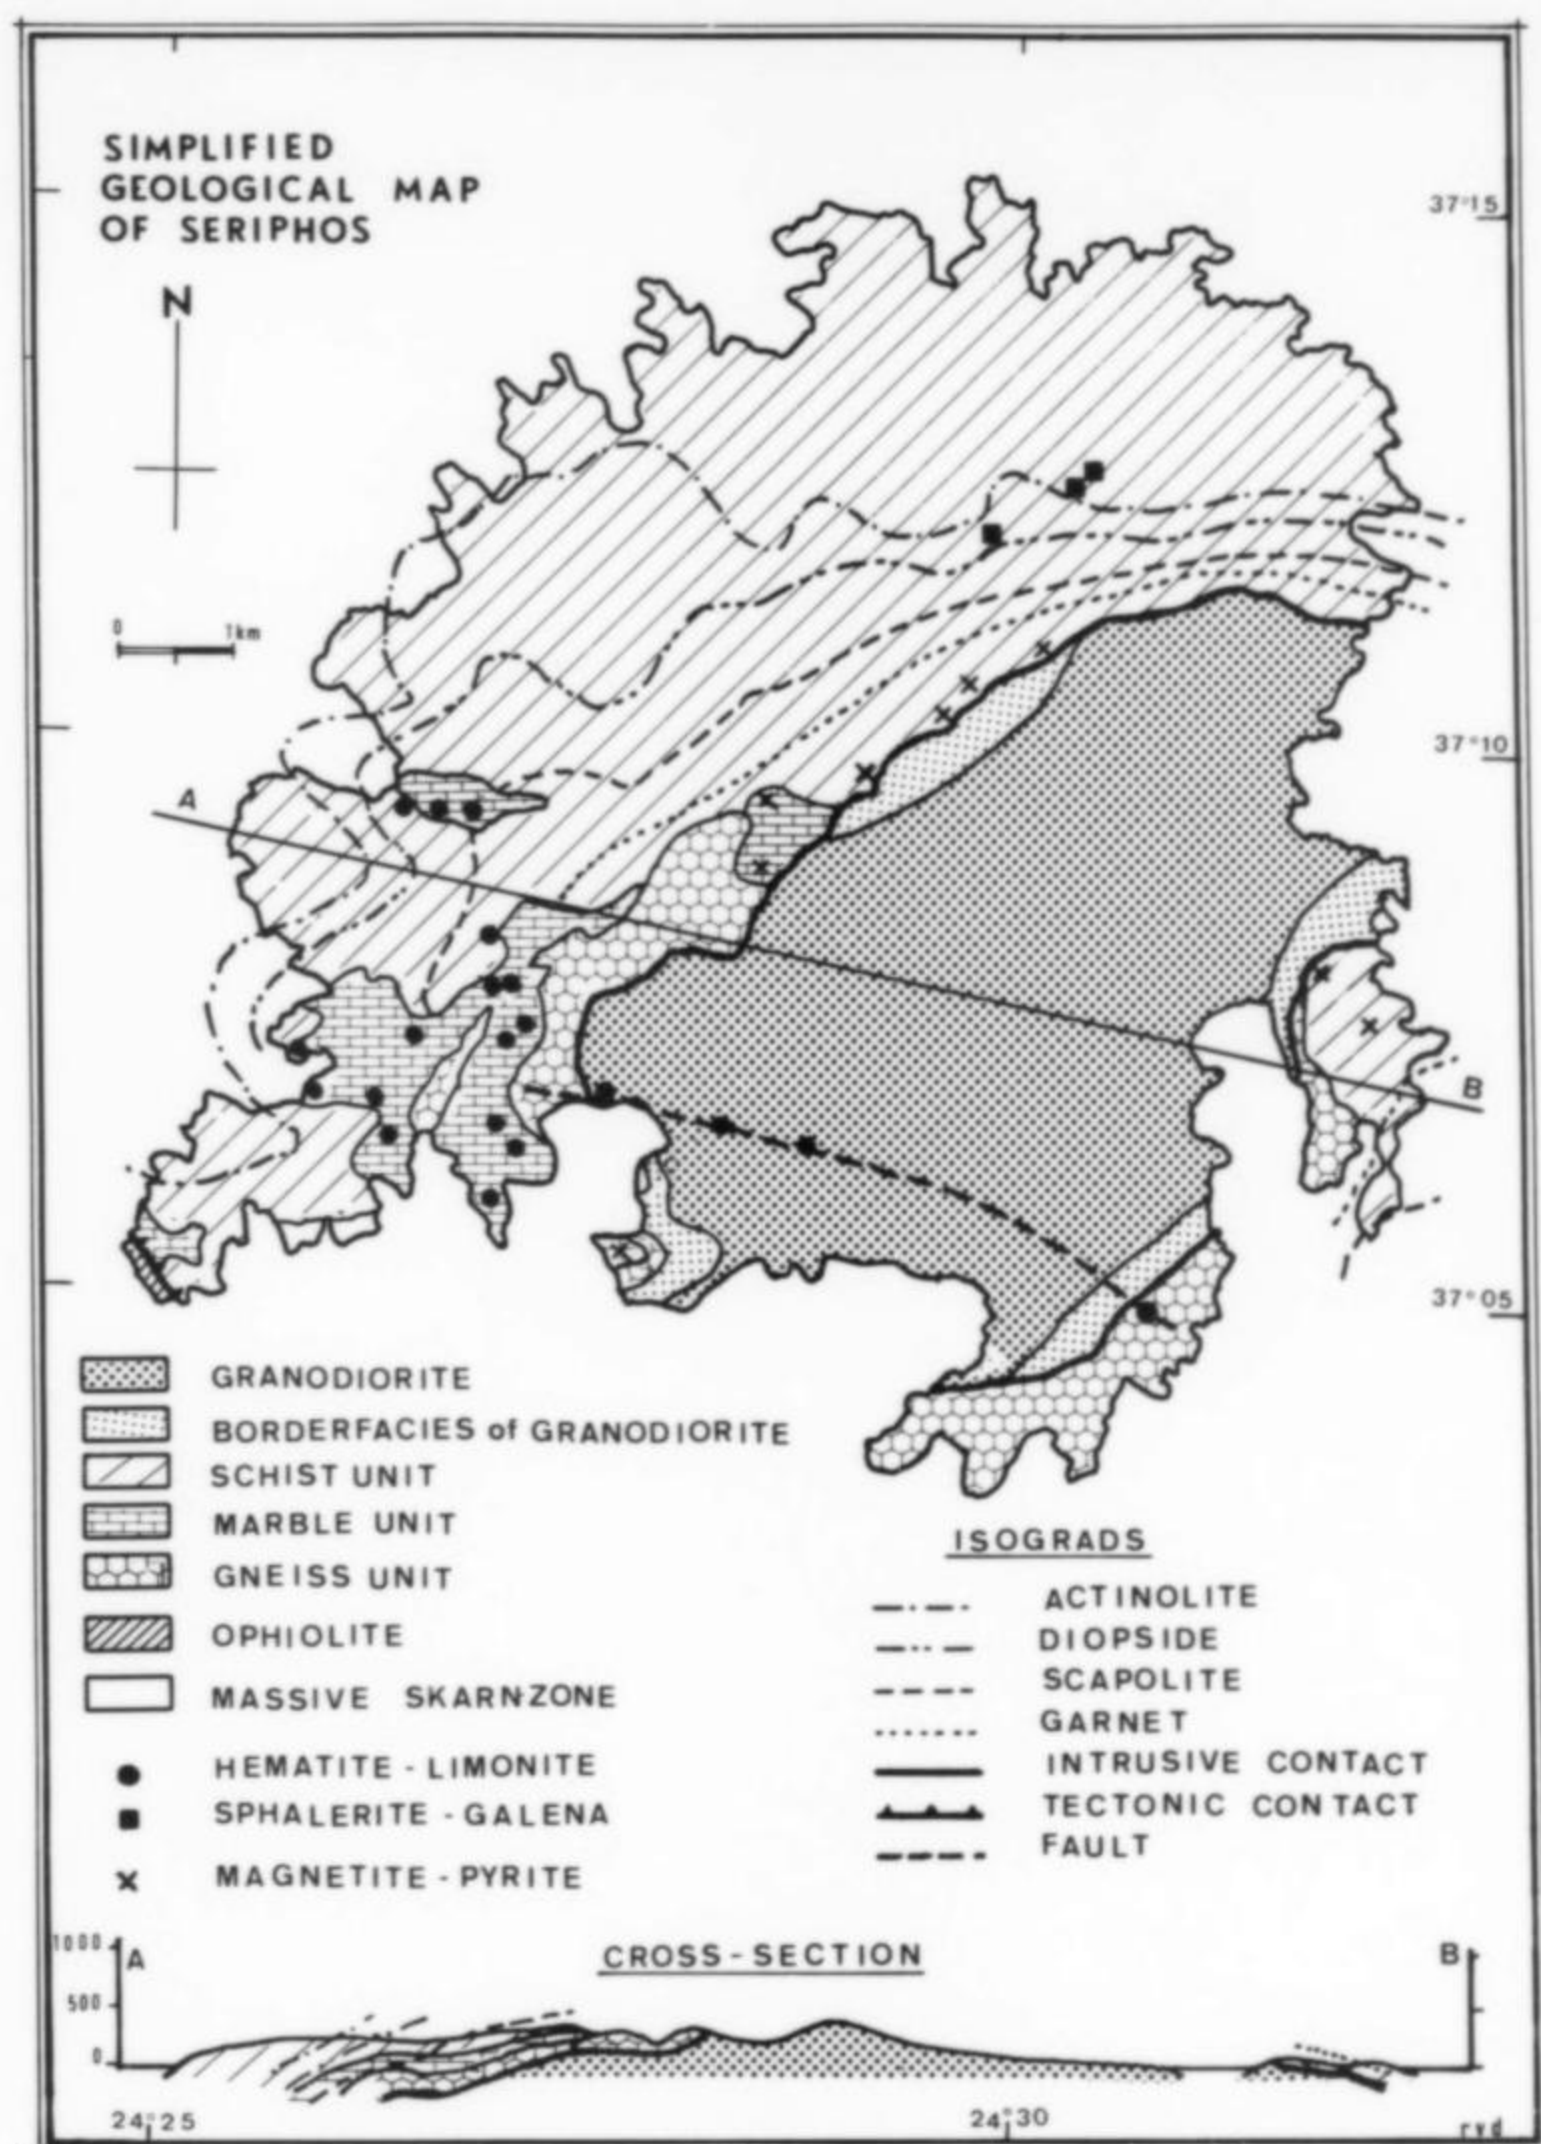 SIMPLIFIED
GEOLOGICAL MAP
OF SERIPHOS
37°15
N
0 1km
37°10
A
B
37°05
GRANODIORITE
BORDERFACIES of GRANODIORITE
SCHIST UNIT
MARBLE UNIT
GNEISS UNIT
OPHIOLITE
MASSIVE SKARN-ZONE
HEMATITE - LIMONITE
SPHALERITE - GALENA
MAGNETITE - PYRITE
ISOGRADS
ACTINOLITE
DIOPSIDE
SCAPOLITE
GARNET
INTRUSIVE CONTACT
TECTONIC CONTACT
FAULT
1000 A CROSS - SECTION B
500
0
24°25 24°30 rvd